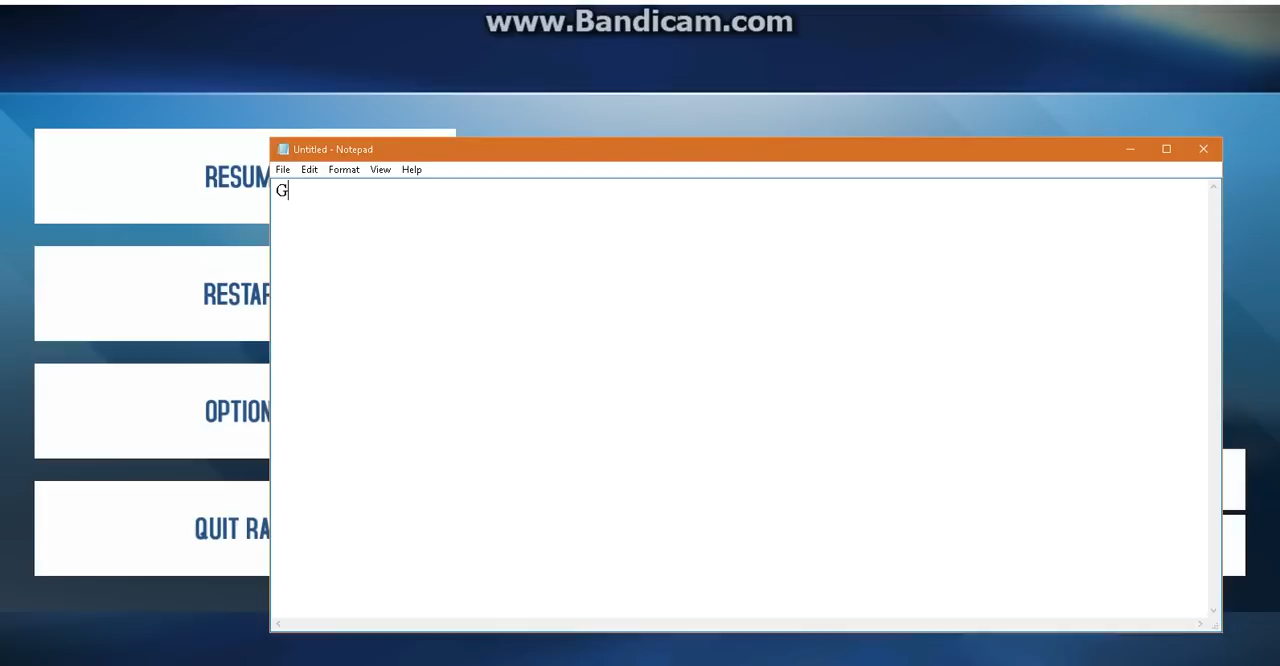 www.Bandicam.com
Untitled - Notepad
File Edit Format View Help
G
RESUM
RESTAR
OPTION
QUIT RA